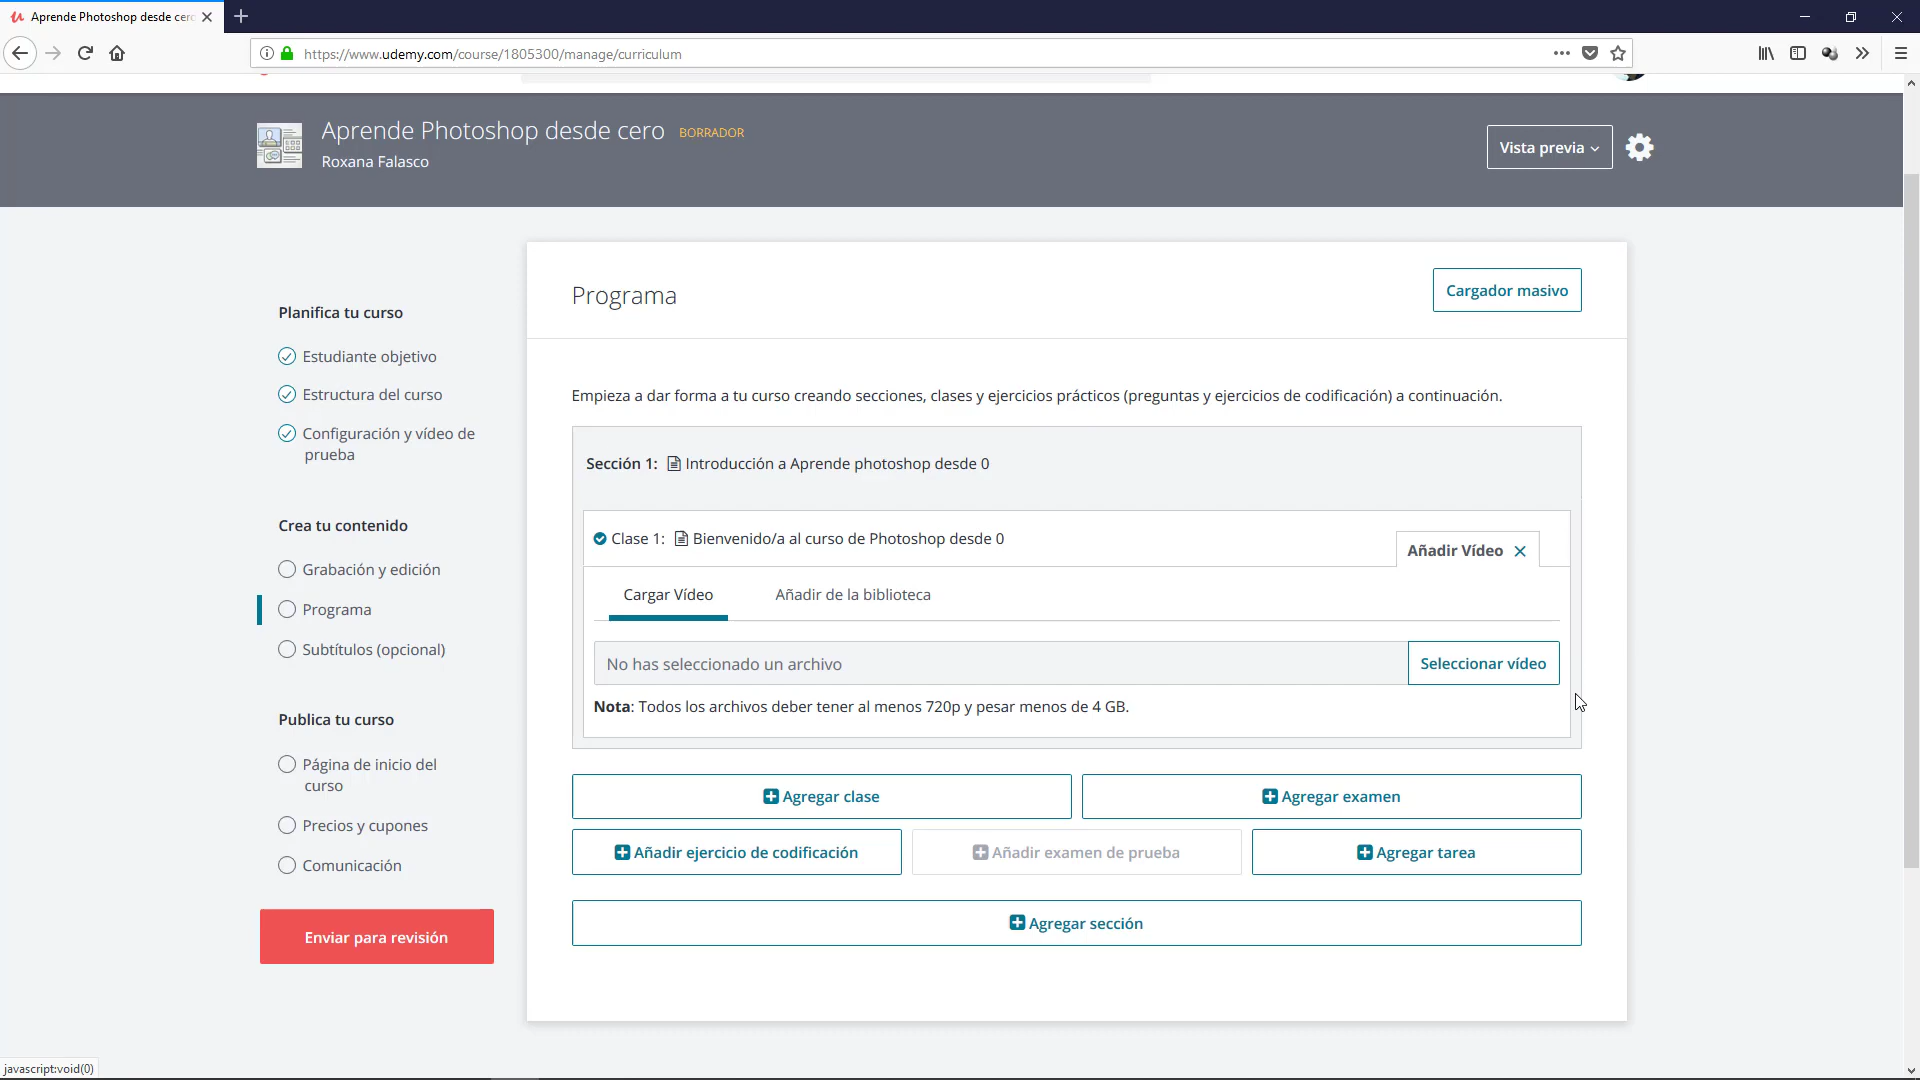 Aprende Photoshop desde cero
https://www.udemy.com/course/1805300/manage/curriculum
Aprende Photoshop desde cero BORRADOR
Roxana Falasco
Vista previa
Planifica tu curso
Estudiante objetivo
Estructura del curso
Configuración y vídeo de
prueba
Crea tu contenido
Grabación y edición
Programa
Subtítulos (opcional)
Publica tu curso
Página de inicio del
curso
Precios y cupones
Comunicación
Enviar para revisión
Programa
Cargador masivo
Empieza a dar forma a tu curso creando secciones, clases y ejercicios prácticos (preguntas y ejercicios de codificación) a continuación.
Sección 1: Introducción a Aprende photoshop desde 0
Clase 1: Bienvenido/a al curso de Photoshop desde 0
Añadir Vídeo
Cargar Vídeo Añadir de la biblioteca
No has seleccionado un archivo Seleccionar vídeo
Nota: Todos los archivos deber tener al menos 720p y pesar menos de 4 GB.
Agregar clase Agregar examen
Añadir ejercicio de codificación Añadir examen de prueba Agregar tarea
Agregar sección
javascript:void(0)